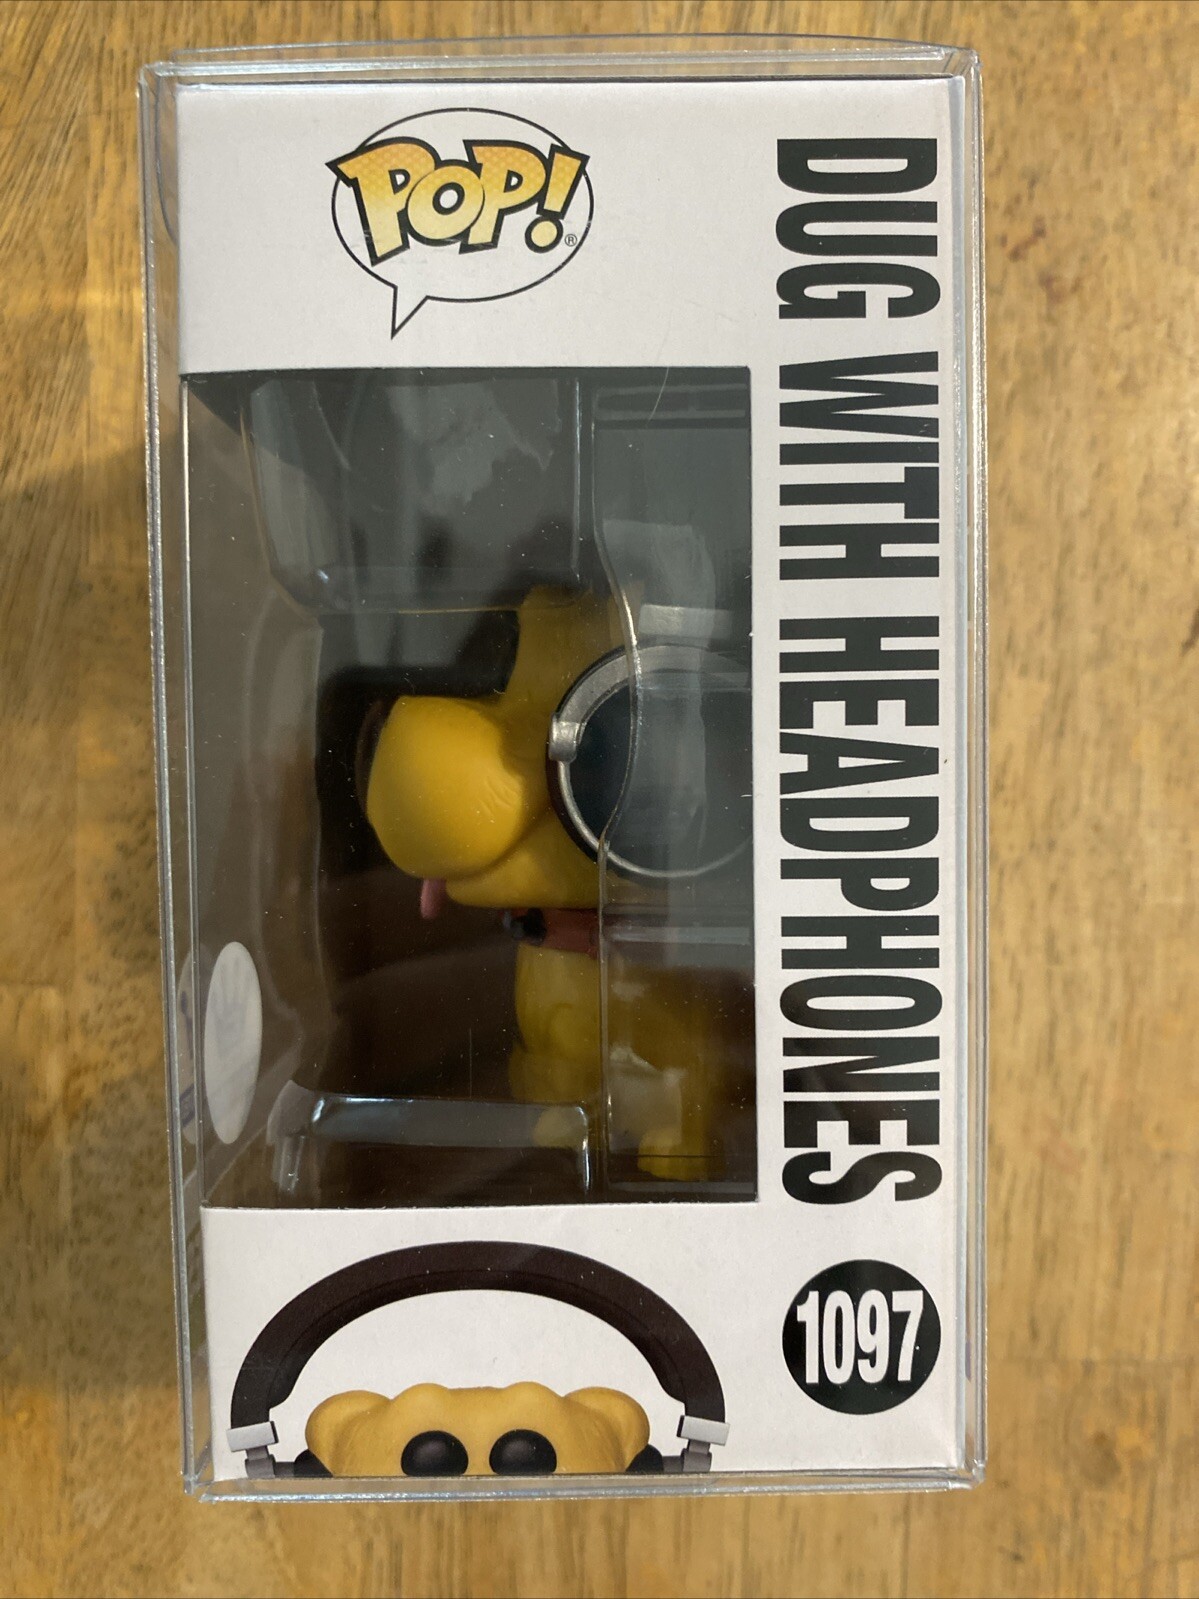 POP!®
DUG WITH HEADPHONES
1097